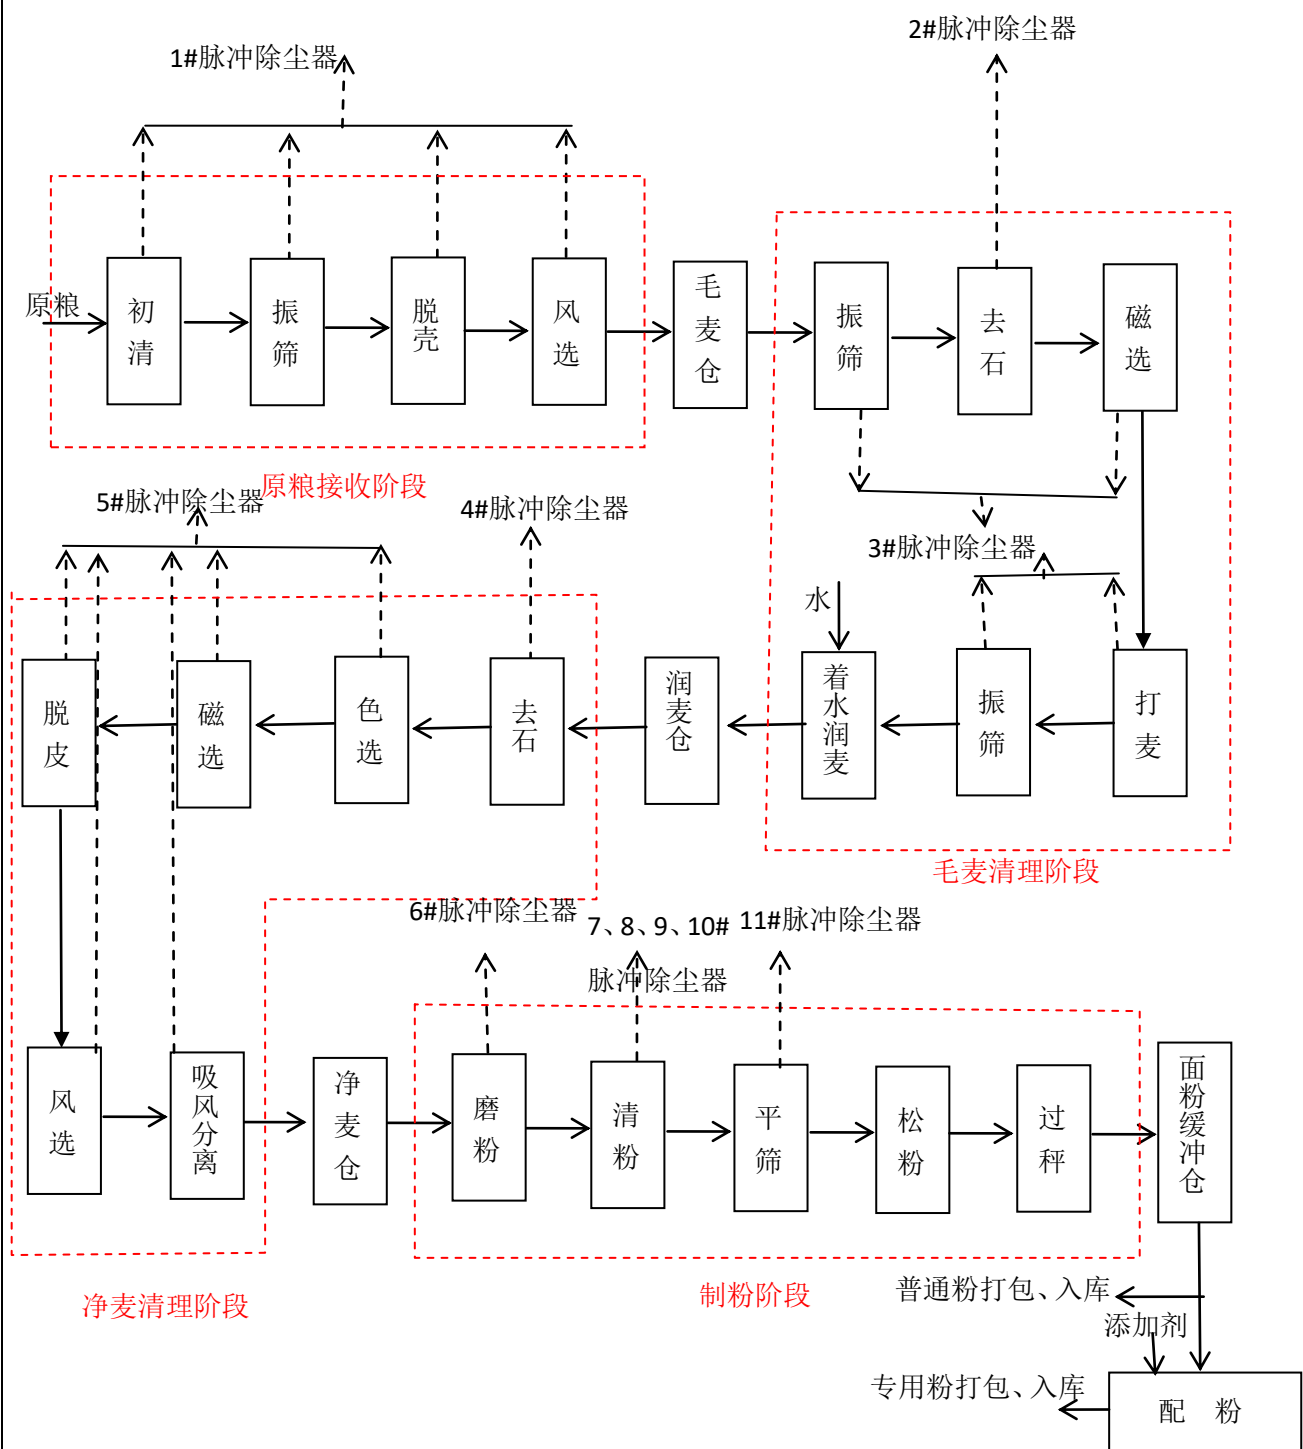 1#脉冲除尘器
2#脉冲除尘器
原粮
初清
振筛
脱壳
风选
毛麦仓
振筛
去石
磁选
原粮接收阶段
5#脉冲除尘器
4#脉冲除尘器
3#脉冲除尘器
水
脱皮
磁选
色选
去石
润麦仓
着水润麦
振筛
打麦
毛麦清理阶段
6#脉冲除尘器
7、8、9、10#
脉冲除尘器
11#脉冲除尘器
风选
吸风分离
净麦仓
磨粉
清粉
平筛
松粉
过秤
面粉缓冲仓
净麦清理阶段
制粉阶段
普通粉打包、入库
添加剂
专用粉打包、入库
配 粉